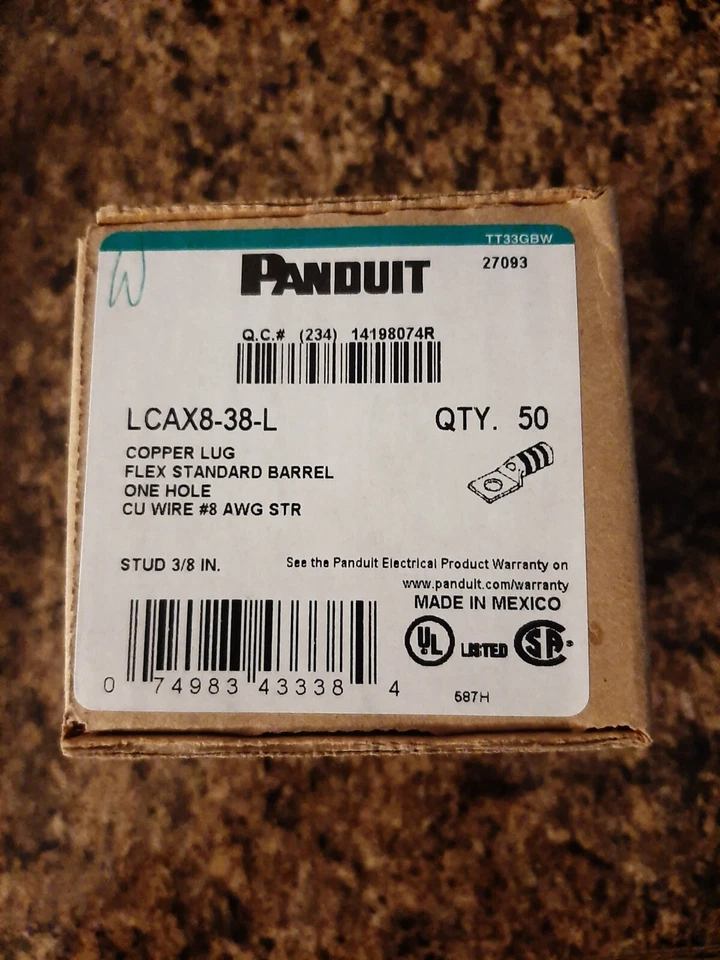 TT33GBW
W
PANDUIT
27093
Q.C.# (234) 14198074R
LCAX8-38-L QTY. 50
COPPER LUG
FLEX STANDARD BARREL
ONE HOLE
CU WIRE #8 AWG STR
STUD 3/8 IN.
See the Panduit Electrical Product Warranty on
www.panduit.com/warranty
MADE IN MEXICO
UL LISTED SA
0 74983 43338 4
587H